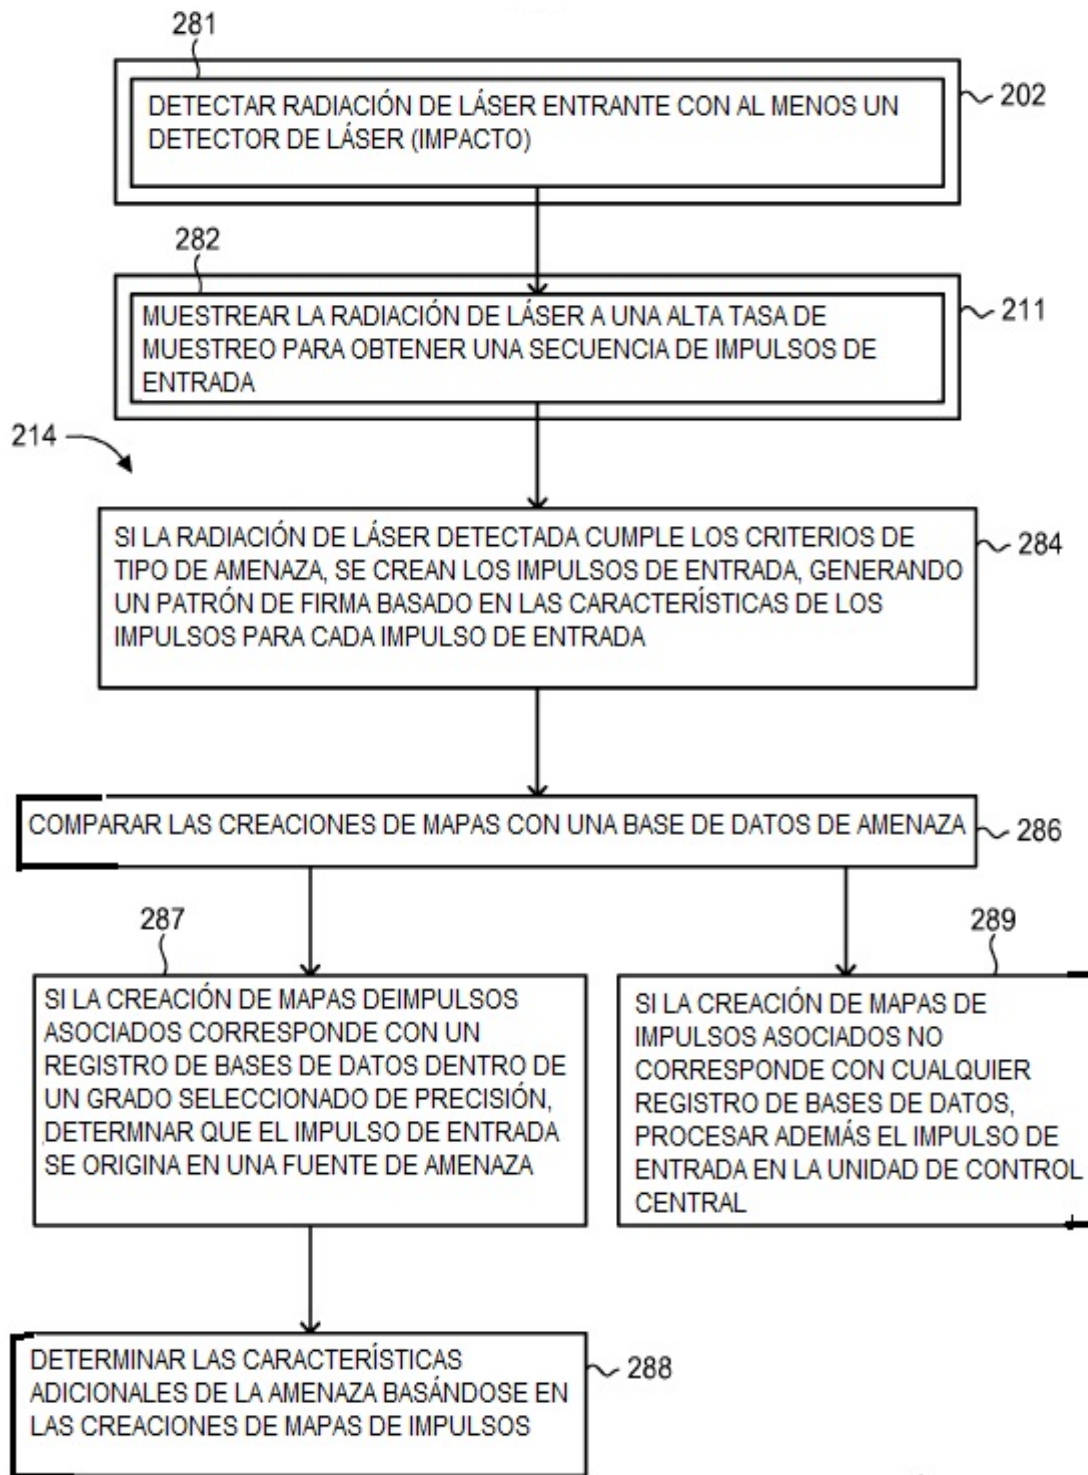 281
DETECTAR RADIACIÓN DE LÁSER ENTRANTE CON AL MENOS UN
DETECTOR DE LÁSER (IMPACTO)
202
282
MUESTREAR LA RADIACIÓN DE LÁSER A UNA ALTA TASA DE
MUESTREO PARA OBTENER UNA SECUENCIA DE IMPULSOS DE
ENTRADA
211
214
SI LA RADIACIÓN DE LÁSER DETECTADA CUMPLE LOS CRITERIOS DE
TIPO DE AMENAZA, SE CREAN LOS IMPULSOS DE ENTRADA, GENERANDO
UN PATRÓN DE FIRMA BASADO EN LAS CARACTERÍSTICAS DE LOS
IMPULSOS PARA CADA IMPULSO DE ENTRADA
284
COMPARAR LAS CREACIONES DE MAPAS CON UNA BASE DE DATOS DE AMENAZA
286
287
SI LA CREACIÓN DE MAPAS DEIMPULSOS
ASOCIADOS CORRESPONDE CON UN
REGISTRO DE BASES DE DATOS DENTRO DE
UN GRADO SELECCIONADO DE PRECISIÓN,
DETERMNAR QUE EL IMPULSO DE ENTRADA
SE ORIGINA EN UNA FUENTE DE AMENAZA
289
SI LA CREACIÓN DE MAPAS DE
IMPULSOS ASOCIADOS NO
CORRESPONDE CON CUALQUIER
REGISTRO DE BASES DE DATOS,
PROCESAR ADEMÁS EL IMPULSO DE
ENTRADA EN LA UNIDAD DE CONTROL
CENTRAL
DETERMINAR LAS CARACTERÍSTICAS
ADICIONALES DE LA AMENAZA BASÁNDOSE EN
LAS CREACIONES DE MAPAS DE IMPULSOS
288